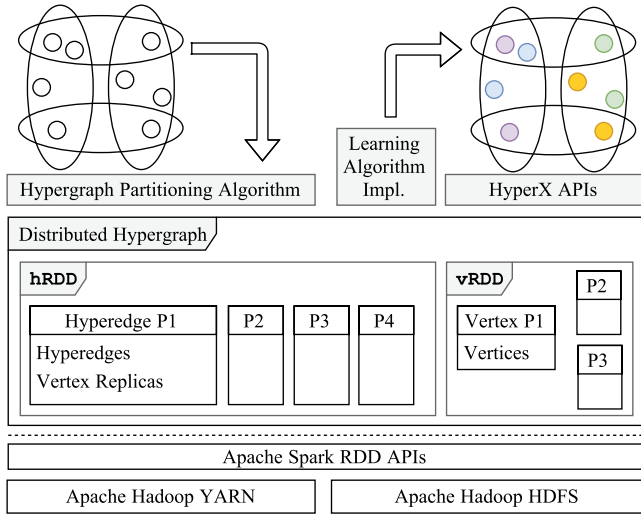 Hypergraph Partitioning Algorithm
Learning
Algorithm
Impl.
HyperX APIs
Distributed Hypergraph
hRDD
Hyperedge P1
P2
P3
P4
Hyperedges
Vertex Replicas
vRDD
Vertex P1
Vertices
P2
P3
Apache Spark RDD APIs
Apache Hadoop YARN
Apache Hadoop HDFS